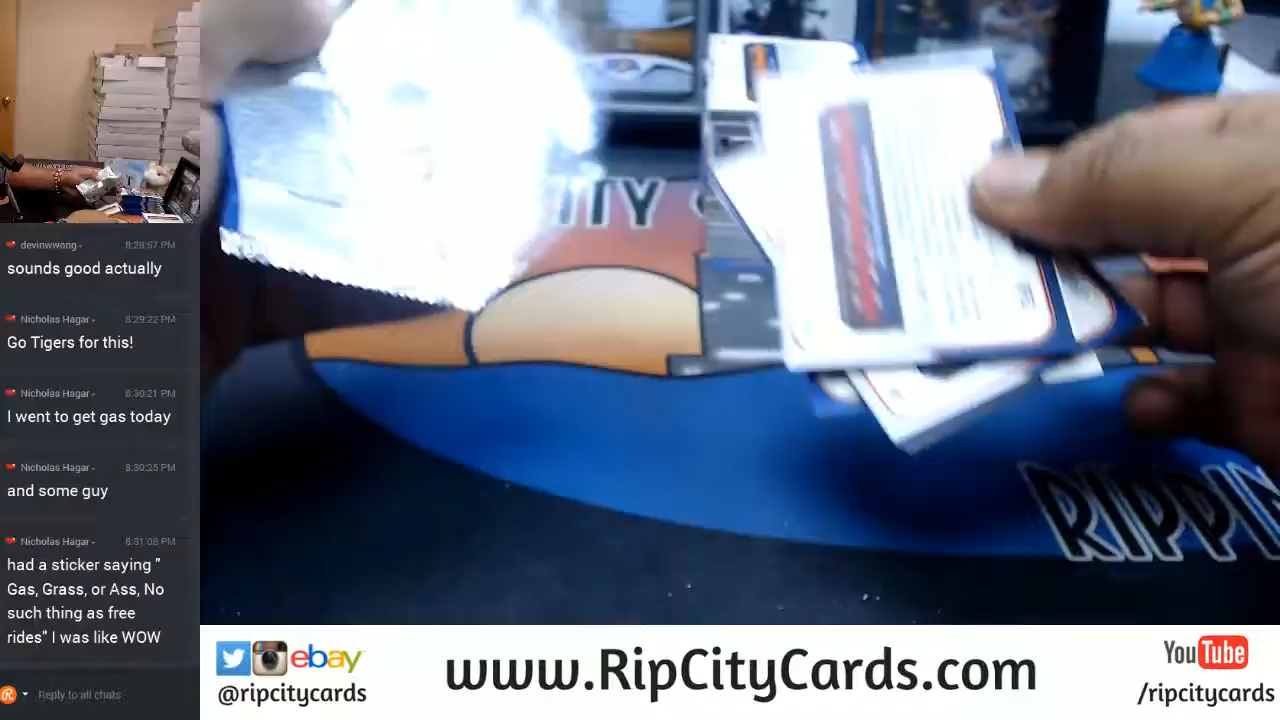 devinwwong
8:28:57 PM
sounds good actually
Nicholas Hagar
8:29:22 PM
Go Tigers for this!
Nicholas Hagar
8:30:21 PM
I went to get gas today
Nicholas Hagar
8:30:25 PM
and some guy
Nicholas Hagar
8:31:08 PM
had a sticker saying "
Gas, Grass, or Ass, No
such thing as free
rides" I was like WOW
Reply to all chats
ITY
RIPPIN
ebay
@ripcitycards
www.RipCityCards.com
YouTube
/ripcitycards